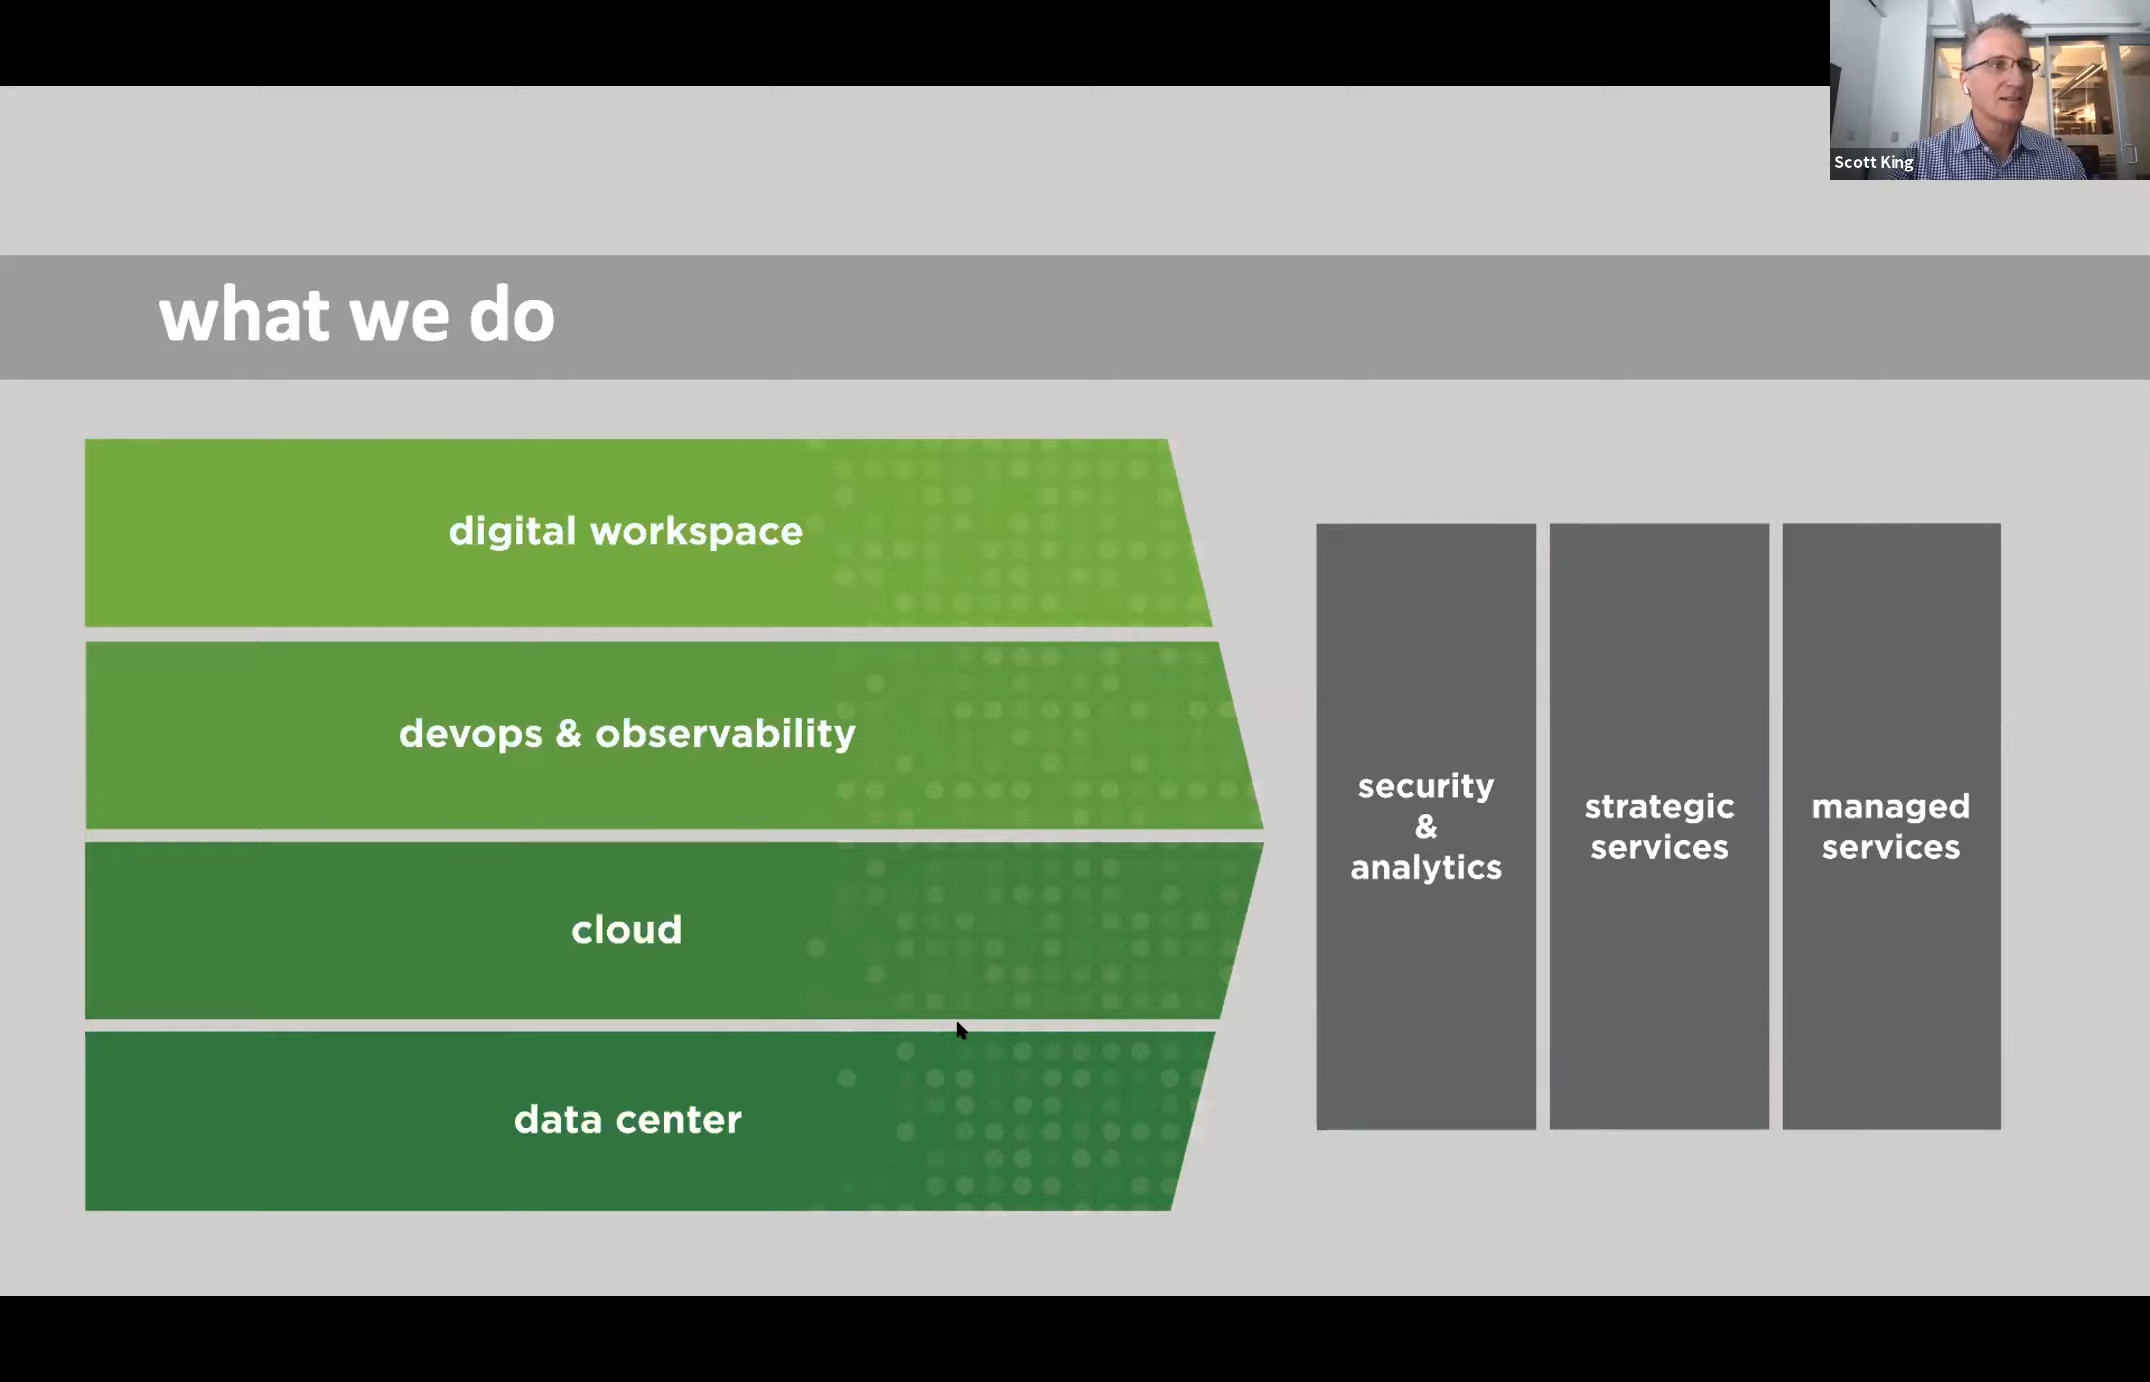 Scott King
what we do
digital workspace
devops & observability
cloud
data center
security
&
analytics
strategic
services
managed
services